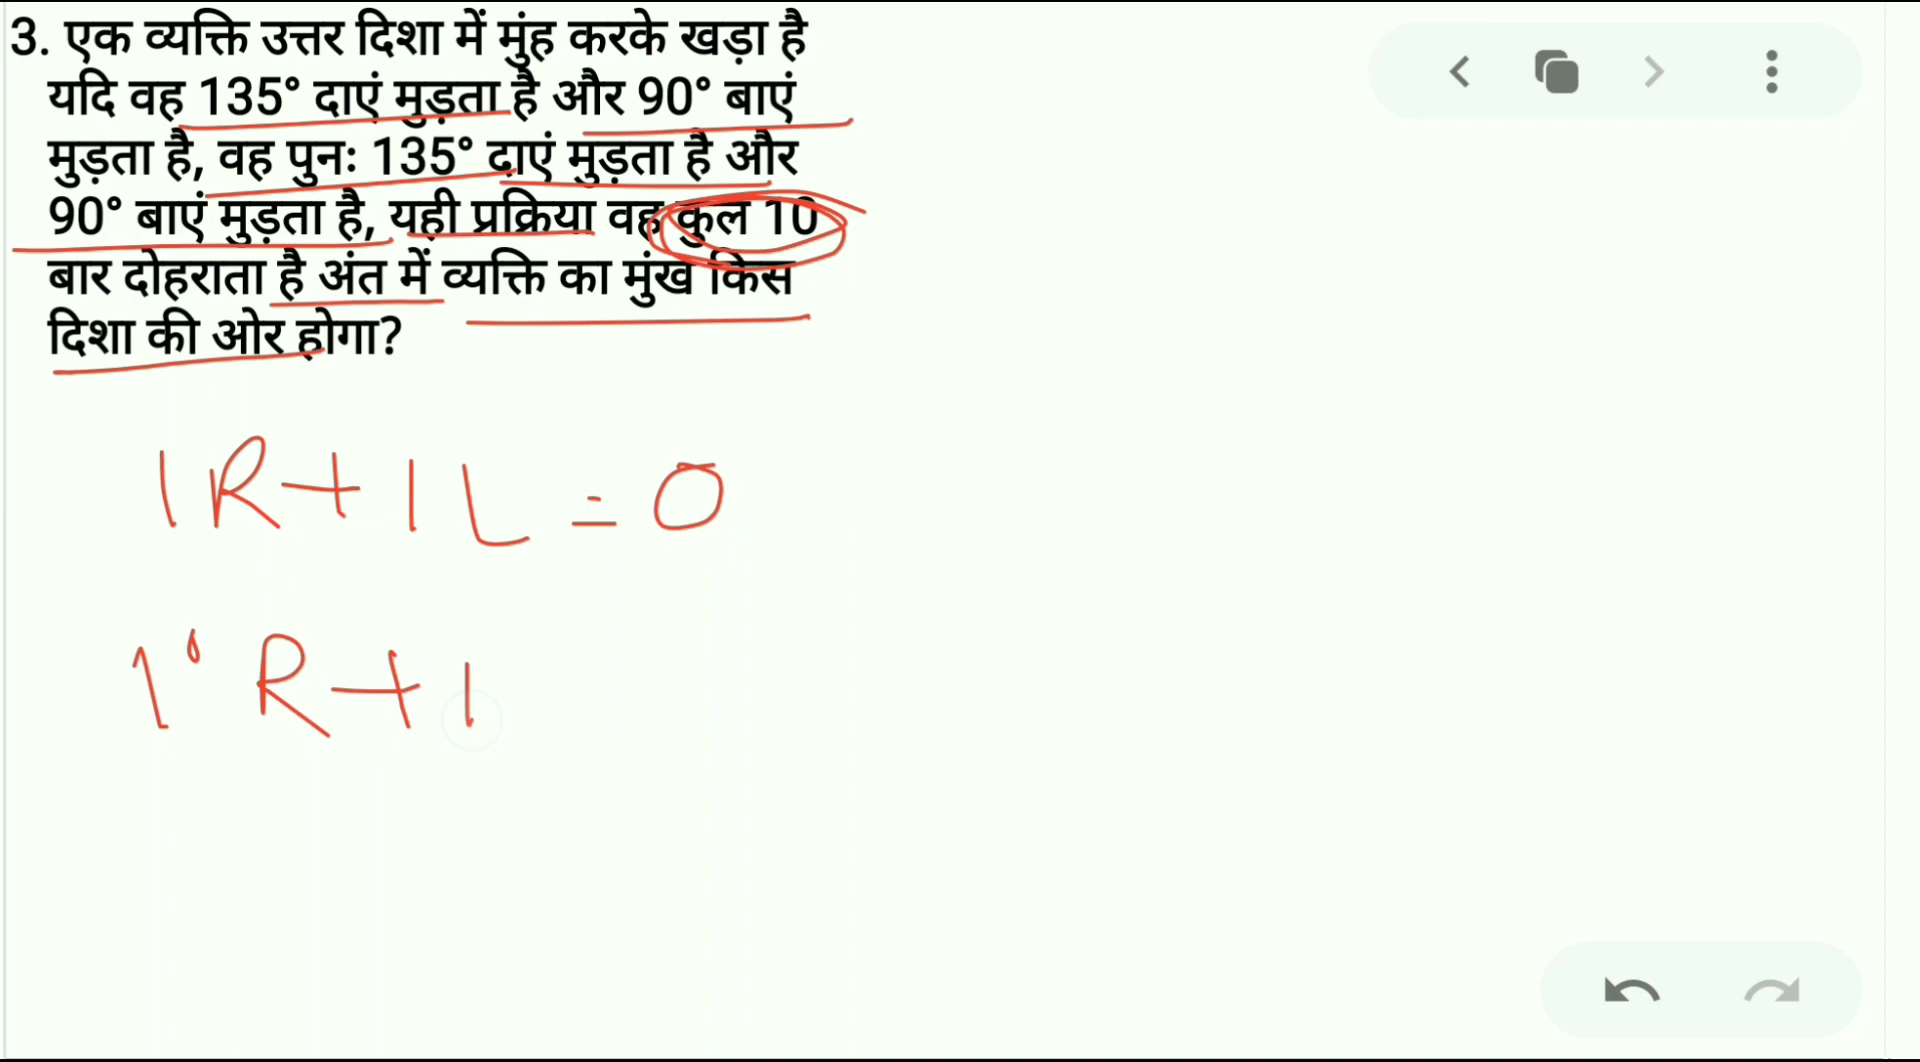 3. एक व्यक्ति उत्तर दिशा में मुंह करके खड़ा है
यदि वह 135° दाएं मुड़ता है और 90° बाएं
मुड़ता है, वह पुनः 135° दाएं मुड़ता है और
90° बाएं मुड़ता है, यही प्रक्रिया वह कुल 10
बार दोहराता है अंत में व्यक्ति का मुंख किस
दिशा की ओर होगा?
1R+1L=0
1°R+1